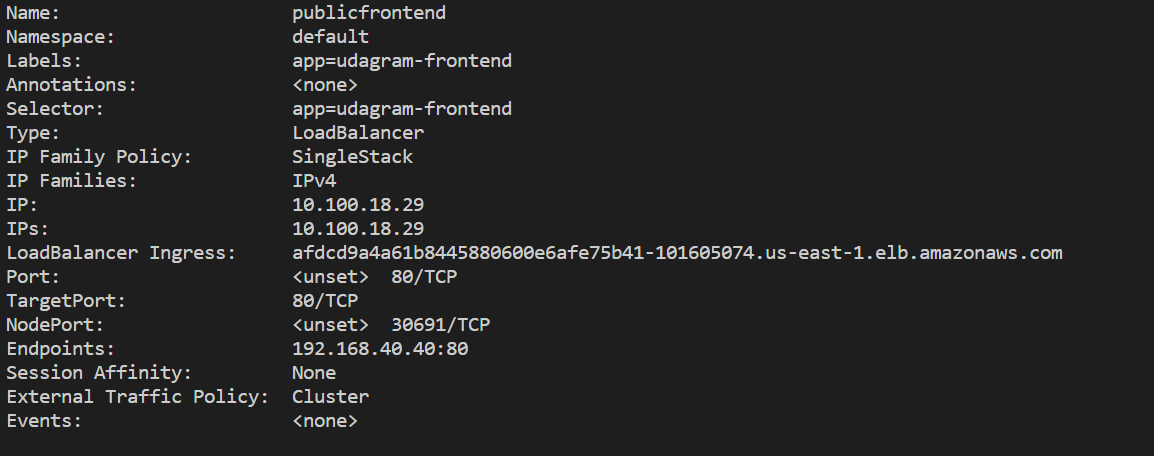 Name: publicfrontend
Namespace: default
Labels: app=udagram-frontend
Annotations: <none>
Selector: app=udagram-frontend
Type: LoadBalancer
IP Family Policy: SingleStack
IP Families: IPv4
IP: 10.100.18.29
IPs: 10.100.18.29
LoadBalancer Ingress: afdcd9a4a61b8445880600e6afe75b41-101605074.us-east-1.elb.amazonaws.com
Port: <unset> 80/TCP
TargetPort: 80/TCP
NodePort: <unset> 30691/TCP
Endpoints: 192.168.40.40:80
Session Affinity: None
External Traffic Policy: Cluster
Events: <none>